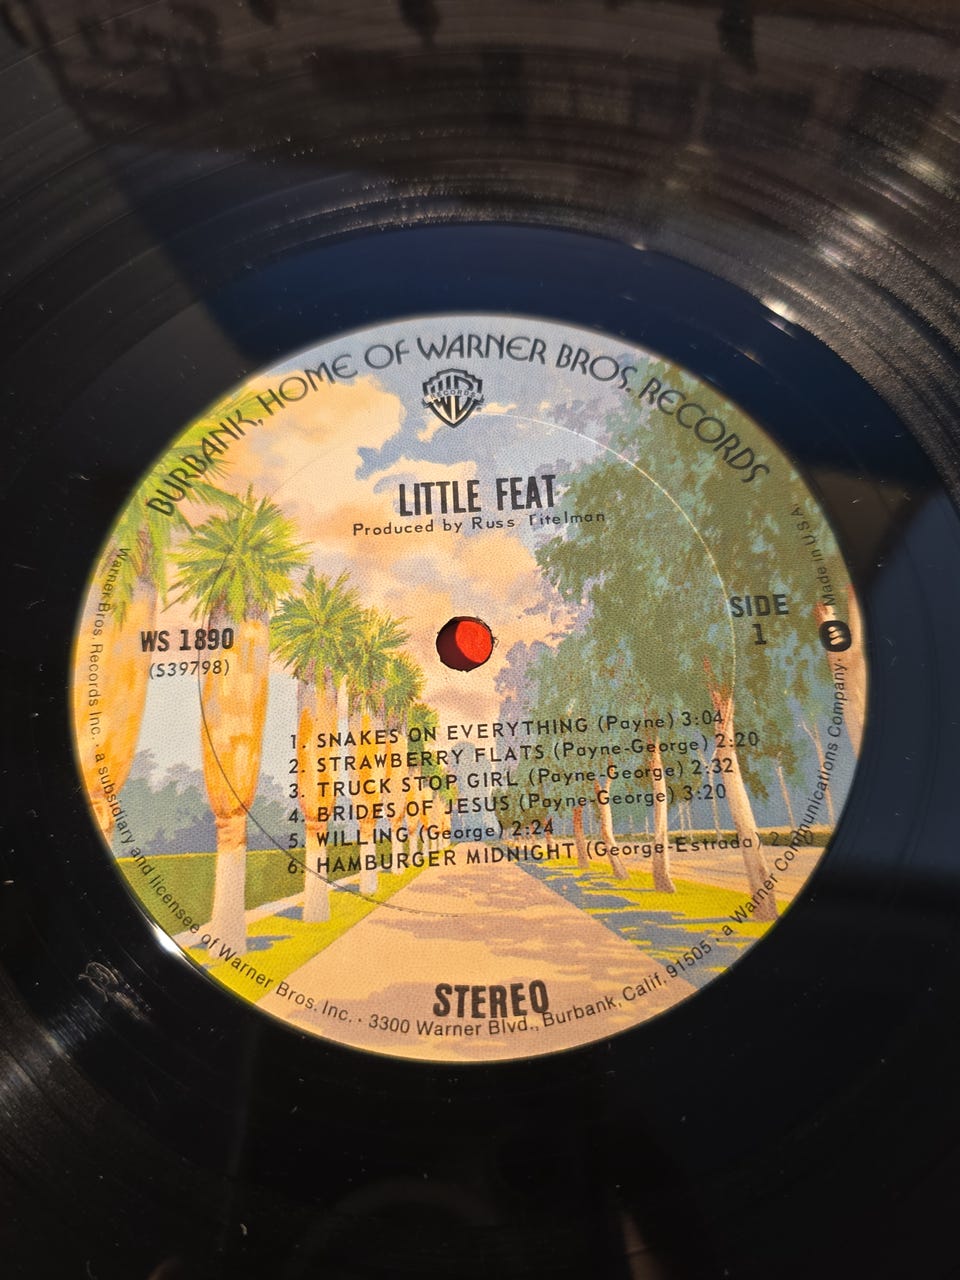 BURBANK, HOME OF WARNER BROS. RECORDS
RECORDS
LITTLE FEAT
Produced by Russ Titelman
WS 1890
(S39798)
SIDE
1
1. SNAKES ON EVERYTHING (Payne) 3:04
2. STRAWBERRY FLATS (Payne-George) 2:20
3. TRUCK STOP GIRL (Payne-George) 2:32
4. BRIDES OF JESUS (Payne-George) 3:20
5. WILLING (George) 2:24
6. HAMBURGER MIDNIGHT (George-Estrada)
STEREO
Warner Bros. Records Inc. · a subsidiary and licensee of Warner Bros. Inc. · 3300 Warner Blvd., Burbank, Calif. 91505 · a Warner Communications Company. Made in U.S.A.